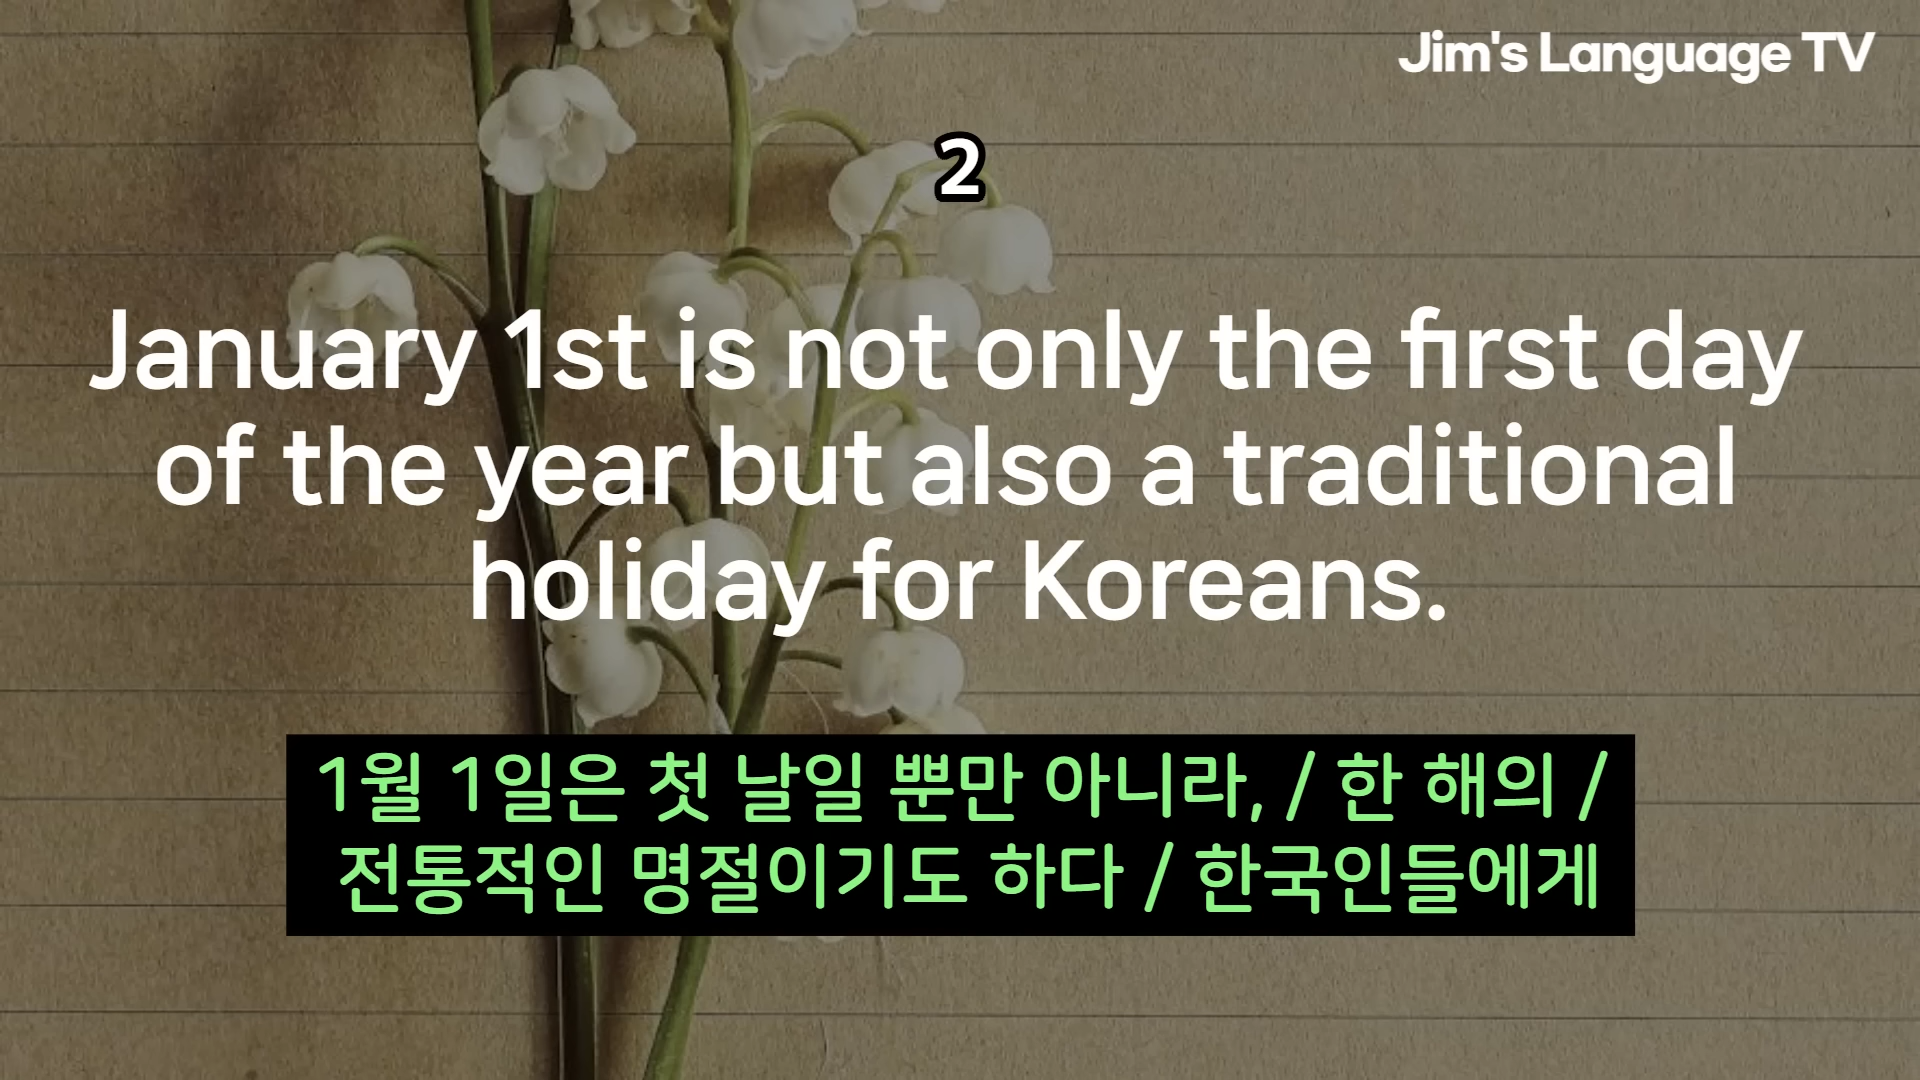 Jim's Language TV
2
January 1st is not only the first day
of the year but also a traditional
holiday for Koreans.
1월 1일은 첫 날일 뿐만 아니라, / 한 해의 /
전통적인 명절이기도 하다 / 한국인들에게